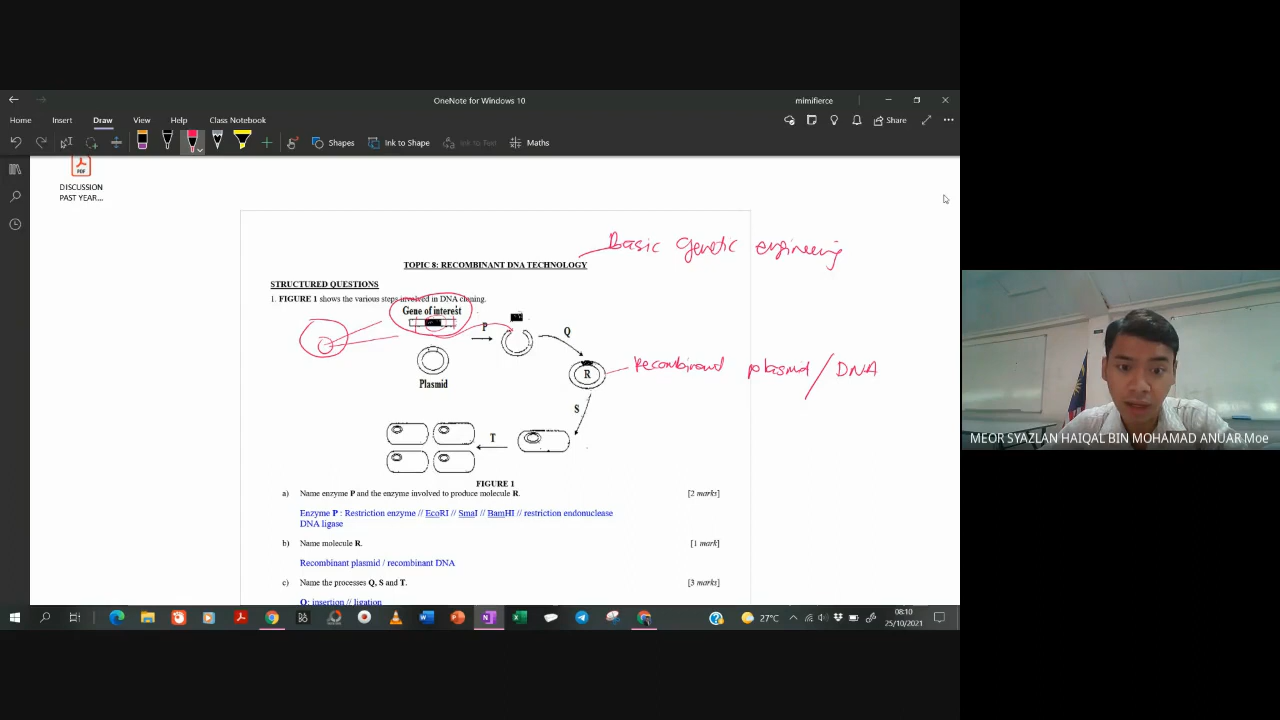 OneNote for Windows 10
mimifierce
Home
Insert
Draw
View
Help
Class Notebook
Share
Shapes
Ink to Shape
Ink to Text
Maths
PDF
DISCUSSION
PAST YEAR...
Basic genetic engineering
TOPIC 8: RECOMBINANT DNA TECHNOLOGY
STRUCTURED QUESTIONS
1. FIGURE 1 shows the various steps involved in DNA cloning.
Gene of interest
P
Q
Plasmid
R
Recombinant plasmid / DNA
S
T
FIGURE 1
a) Name enzyme P and the enzyme involved to produce molecule R. [2 marks]
Enzyme P : Restriction enzyme // EcoRI // SmaI // BamHI // restriction endonuclease
DNA ligase
b) Name molecule R. [1 mark]
Recombinant plasmid / recombinant DNA
c) Name the processes Q, S and T. [3 marks]
Q: insertion // ligation
MEOR SYAZLAN HAIQAL BIN MOHAMAD ANUAR Moe
27°C
08:10
25/10/2021